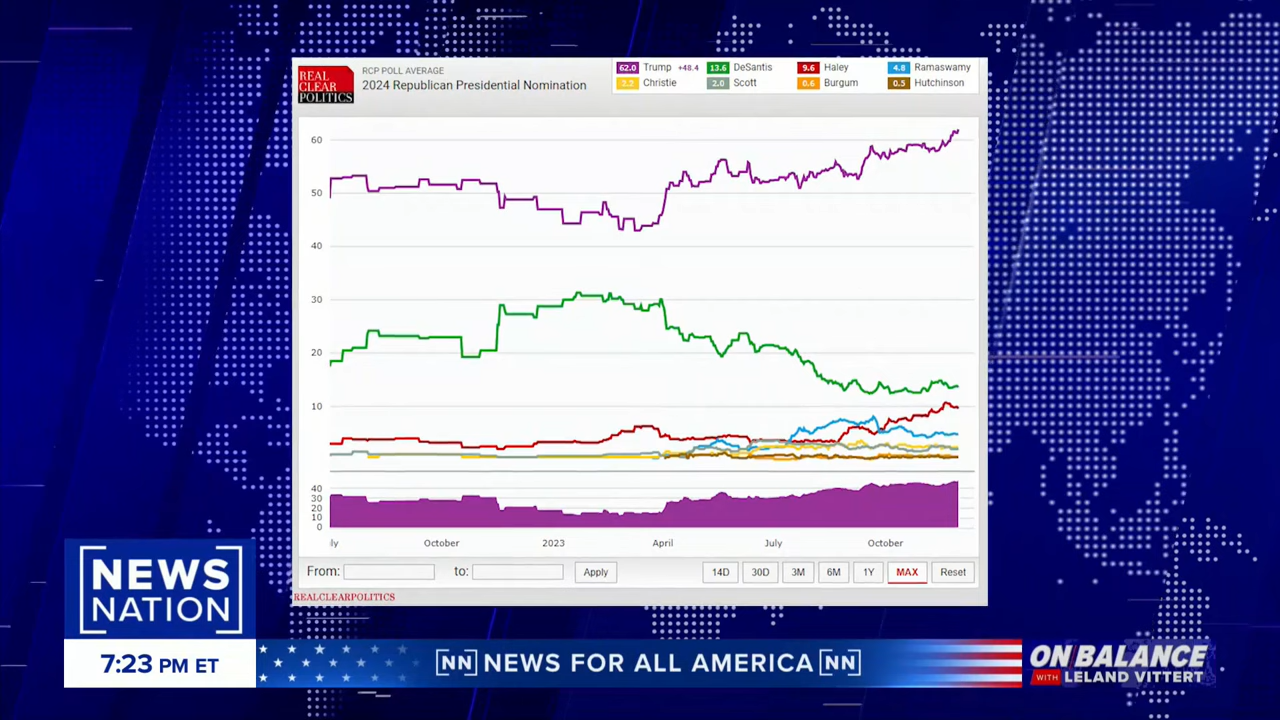 REAL
CLEAR
POLITICS
RCP POLL AVERAGE
2024 Republican Presidential Nomination
62.0 Trump +48.4 13.6 DeSantis 9.6 Haley 4.8 Ramaswamy
2.2 Christie 2.0 Scott 0.6 Burgum 0.5 Hutchinson
60
50
40
30
20
10
40
30
20
10
0
ly October 2023 April July October
From: to: Apply 14D 30D 3M 6M 1Y MAX Reset
REALCLEARPOLITICS
NEWS
NATION
7:23 PM ET
NN NEWS FOR ALL AMERICA NN
ON BALANCE
WITH LELAND VITTERT